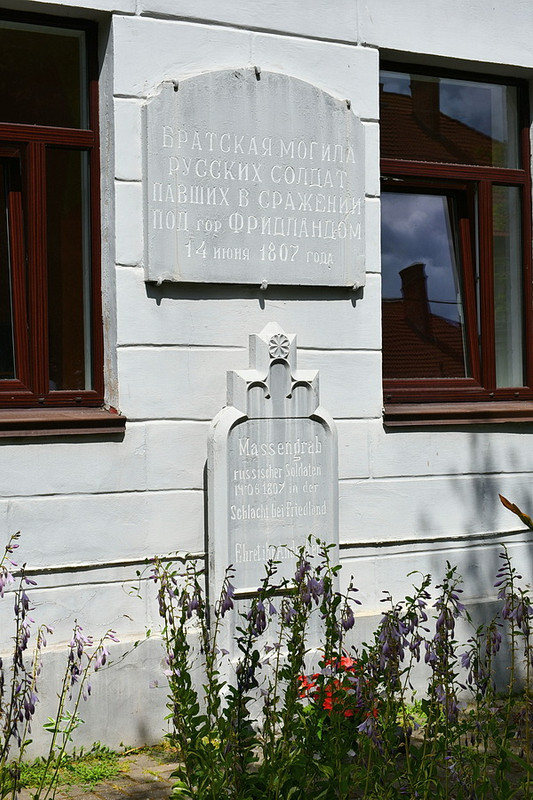 БРАТСКАЯ МОГИЛА
РУССКИХ СОЛДАТ,
ПАВШИХ В СРАЖЕНИИ
ПОД гор ФРИДЛАНДОМ
14 ИЮНЯ 1807 ГОДА
Massengrab
russischer Soldaten
14.06.1807 in der
Schlacht bei Friedland